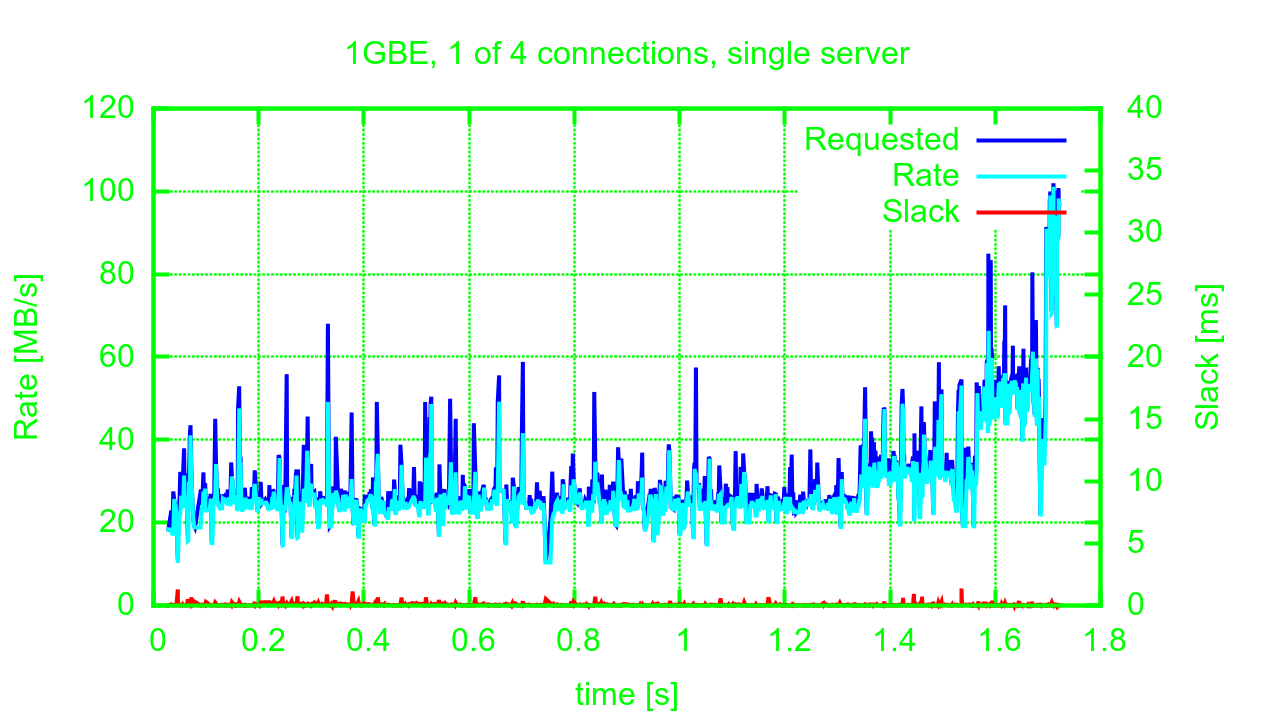 1GBE, 1 of 4 connections, single server
120
100
80
60
40
20
0
Rate [MB/s]
Requested
Rate
Slack
40
35
30
25
20
15
10
5
0
Slack [ms]
0 0.2 0.4 0.6 0.8 1 1.2 1.4 1.6 1.8
time [s]